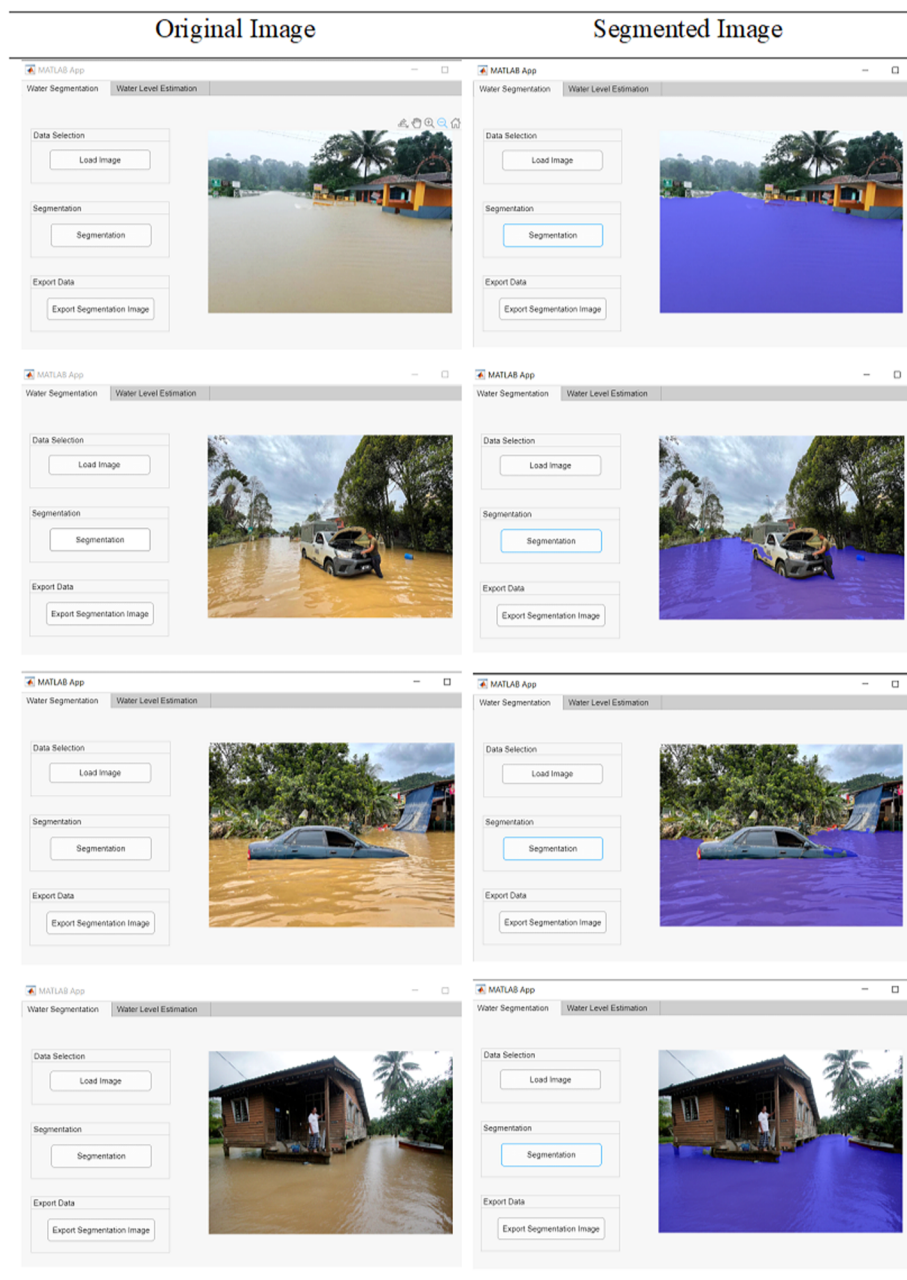 Original Image Segmented Image
MATLAB App
Water Segmentation Water Level Estimation
Data Selection
Load Image
Segmentation
Segmentation
Export Data
Export Segmentation Image
MATLAB App
Water Segmentation Water Level Estimation
Data Selection
Load Image
Segmentation
Segmentation
Export Data
Export Segmentation Image
MATLAB App
Water Segmentation Water Level Estimation
Data Selection
Load Image
Segmentation
Segmentation
Export Data
Export Segmentation Image
MATLAB App
Water Segmentation Water Level Estimation
Data Selection
Load Image
Segmentation
Segmentation
Export Data
Export Segmentation Image
MATLAB App
Water Segmentation Water Level Estimation
Data Selection
Load Image
Segmentation
Segmentation
Export Data
Export Segmentation Image
MATLAB App
Water Segmentation Water Level Estimation
Data Selection
Load Image
Segmentation
Segmentation
Export Data
Export Segmentation Image
MATLAB App
Water Segmentation Water Level Estimation
Data Selection
Load Image
Segmentation
Segmentation
Export Data
Export Segmentation Image
MATLAB App
Water Segmentation Water Level Estimation
Data Selection
Load Image
Segmentation
Segmentation
Export Data
Export Segmentation Image